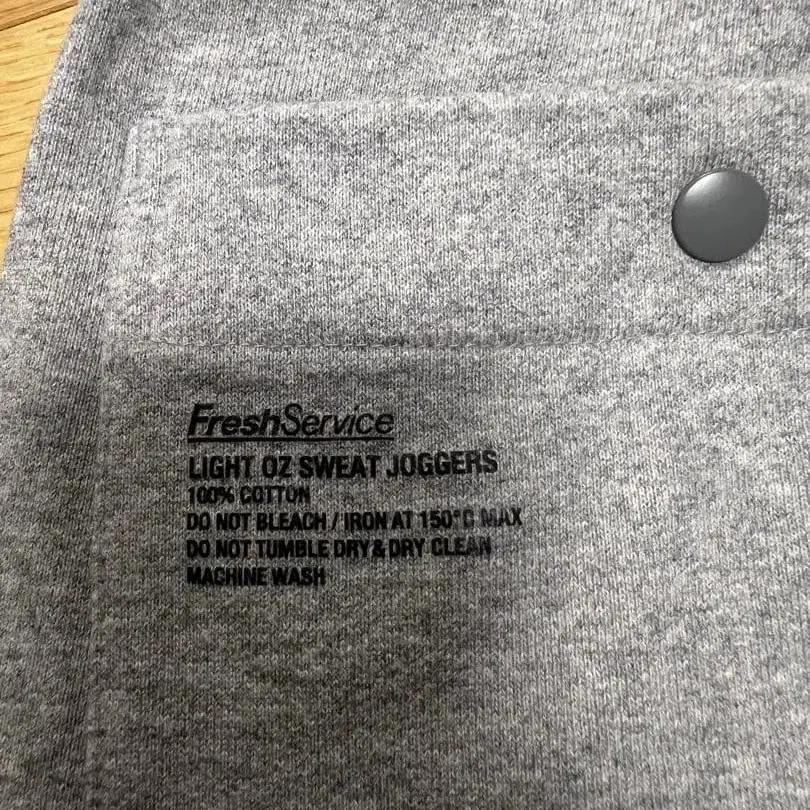 FreshService
LIGHT OZ SWEAT JOGGERS
100% COTTON
DO NOT BLEACH / IRON AT 150°C MAX
DO NOT TUMBLE DRY & DRY CLEAN
MACHINE WASH